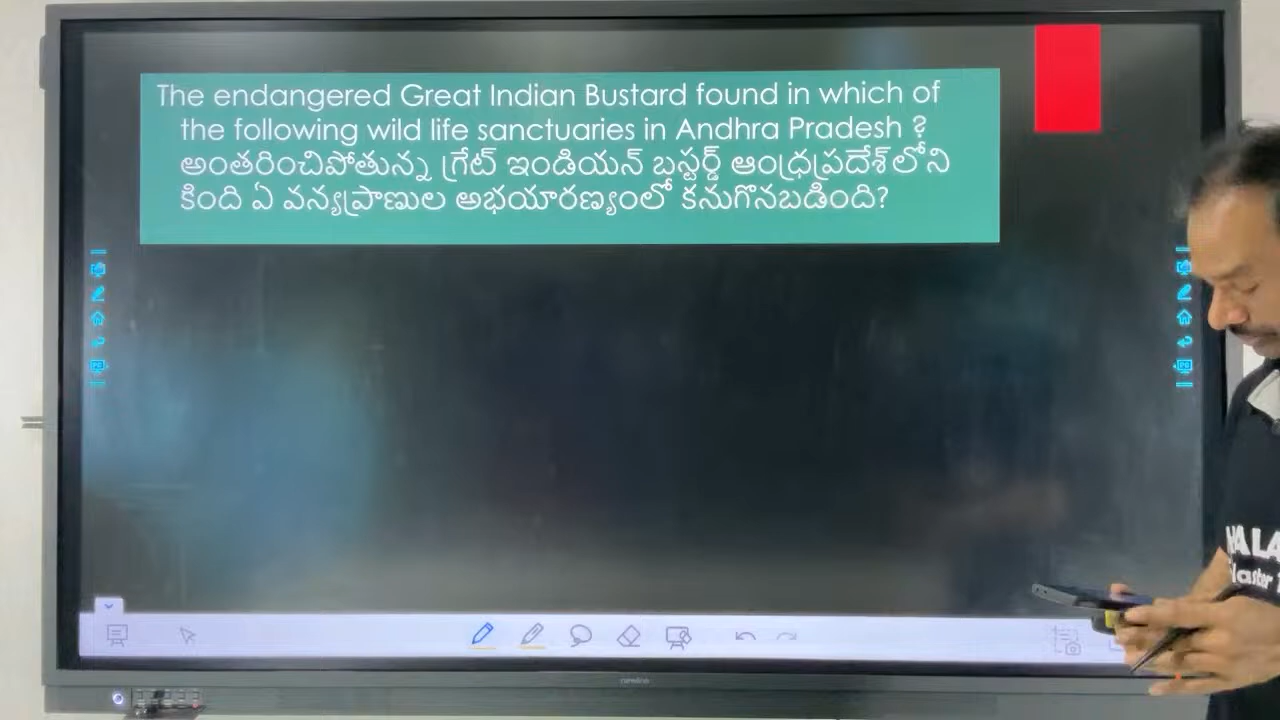 The endangered Great Indian Bustard found in which of
the following wild life sanctuaries in Andhra Pradesh ?
అంతరించిపోతున్న గ్రేట్ ఇండియన్ బస్టర్డ్ ఆంధ్రప్రదేశ్‌లోని
కింది ఏ వన్యప్రాణుల అభయారణ్యంలో కనుగొనబడింది?